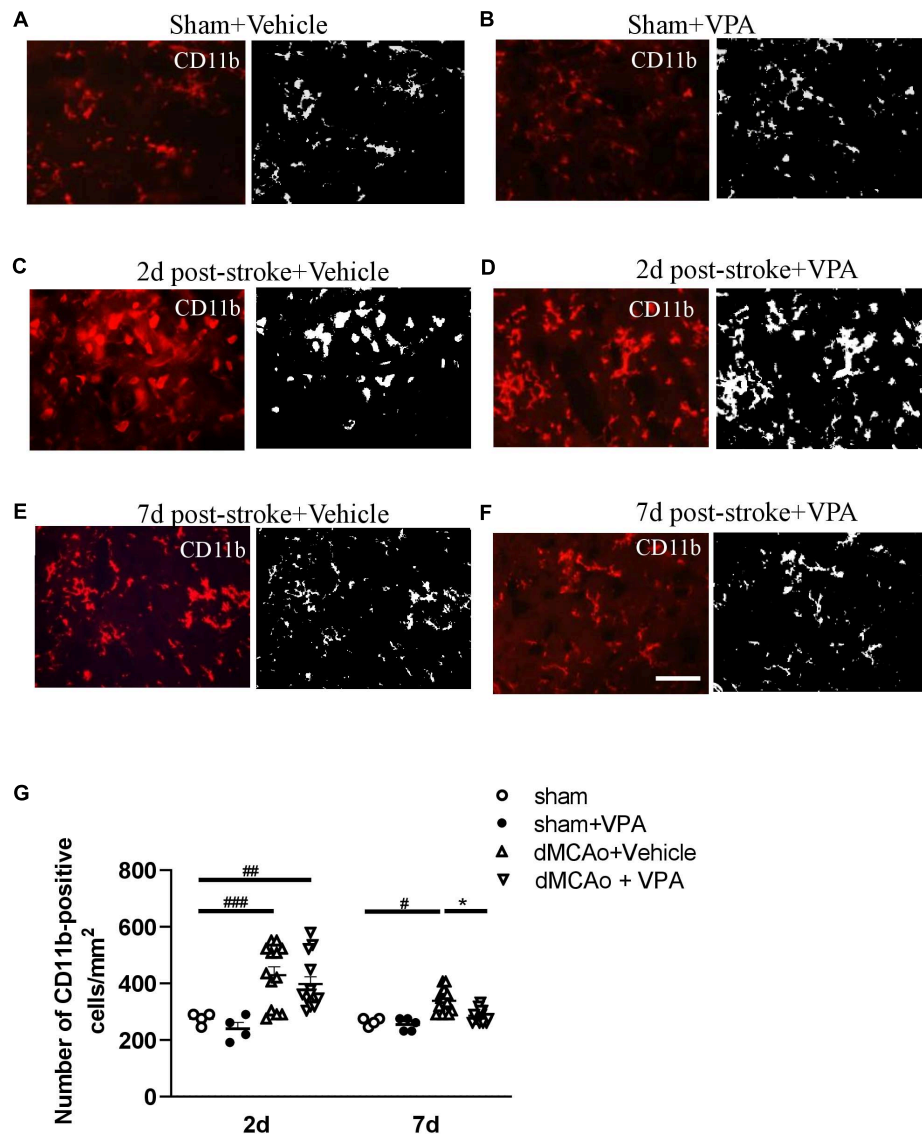 A
Sham+Vehicle
CD11b
B
Sham+VPA
CD11b
C
2d post-stroke+Vehicle
CD11b
D
2d post-stroke+VPA
CD11b
E
7d post-stroke+Vehicle
CD11b
F
7d post-stroke+VPA
CD11b
G
sham
sham+VPA
dMCAo+Vehicle
dMCAo + VPA
Number of CD11b-positive
cells/mm²
800
600
400
200
0
##
###
#
*
2d
7d